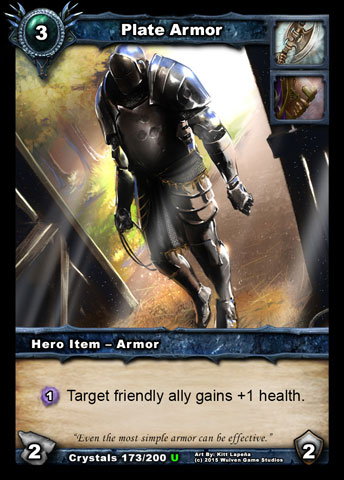 3
Plate Armor
Hero Item – Armor
1 Target friendly ally gains +1 health.
"Even the most simple armor can be effective."
2
Crystals 173/200 U
Art By: Kitt Lapeña
(c) 2015 Wulven Game Studios
2